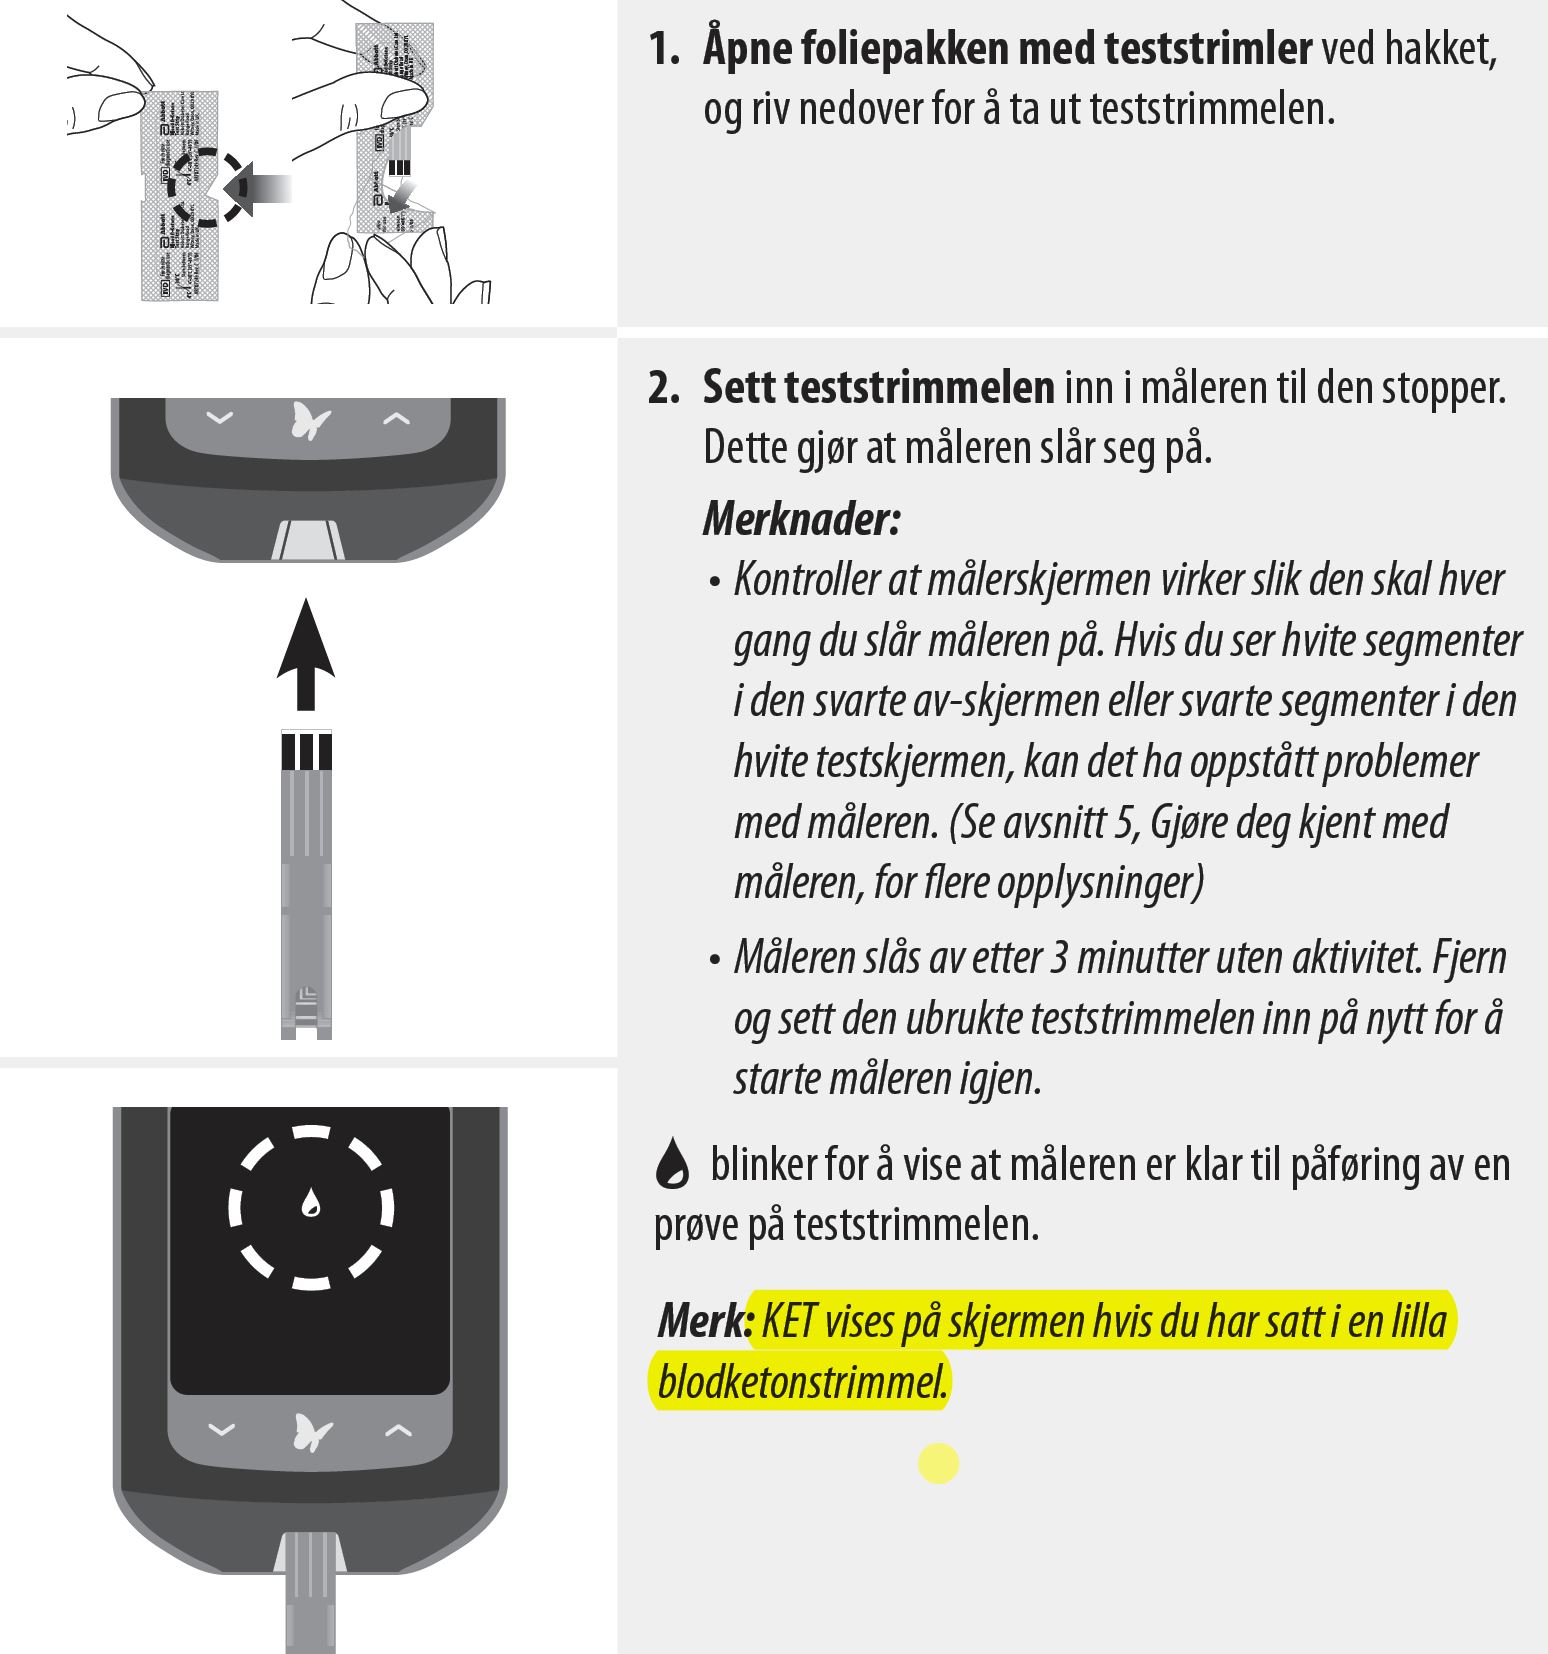 1. Åpne foliepakken med teststrimler ved hakket,
og riv nedover for å ta ut teststrimmelen.
2. Sett teststrimmelen inn i måleren til den stopper.
Dette gjør at måleren slår seg på.
Merknader:
• Kontroller at målerskjermen virker slik den skal hver
gang du slår måleren på. Hvis du ser hvite segmenter
i den svarte av-skjermen eller svarte segmenter i den
hvite testskjermen, kan det ha oppstått problemer
med måleren. (Se avsnitt 5, Gjøre deg kjent med
måleren, for flere opplysninger)
• Måleren slås av etter 3 minutter uten aktivitet. Fjern
og sett den ubrukte teststrimmelen inn på nytt for å
starte måleren igjen.
blinker for å vise at måleren er klar til påføring av en
prøve på teststrimmelen.
Merk: KET vises på skjermen hvis du har satt i en lilla
blodketonstrimmel.